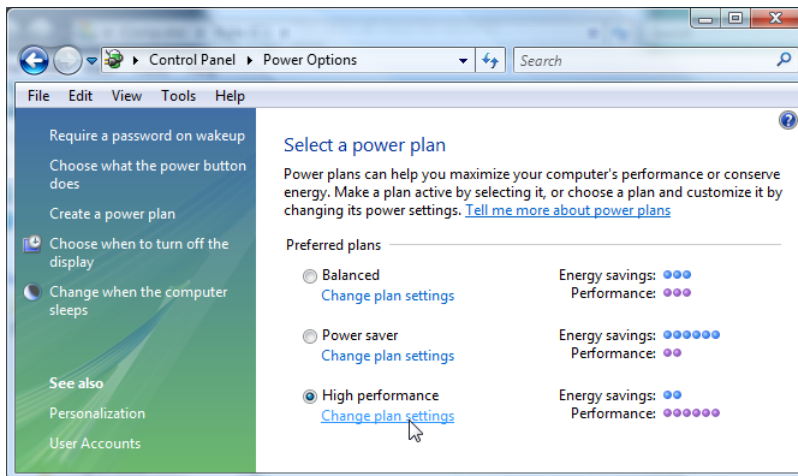 Control Panel Power Options Search
File Edit View Tools Help
Require a password on wakeup
Choose what the power button
does
Create a power plan
Choose when to turn off the
display
Change when the computer
sleeps
See also
Personalization
User Accounts
Select a power plan
Power plans can help you maximize your computer's performance or conserve
energy. Make a plan active by selecting it, or choose a plan and customize it by
changing its power settings. Tell me more about power plans
Preferred plans
Balanced Energy savings:
Change plan settings Performance:
Power saver Energy savings:
Change plan settings Performance:
High performance Energy savings:
Change plan settings Performance: